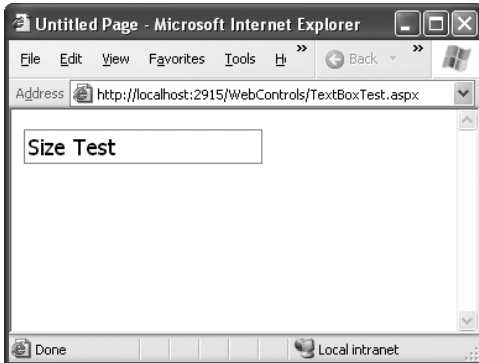 Untitled Page - Microsoft Internet Explorer
File Edit View Favorites Tools H » Back »
Address http://localhost:2915/WebControls/TextBoxTest.aspx
Size Test
Done Local intranet